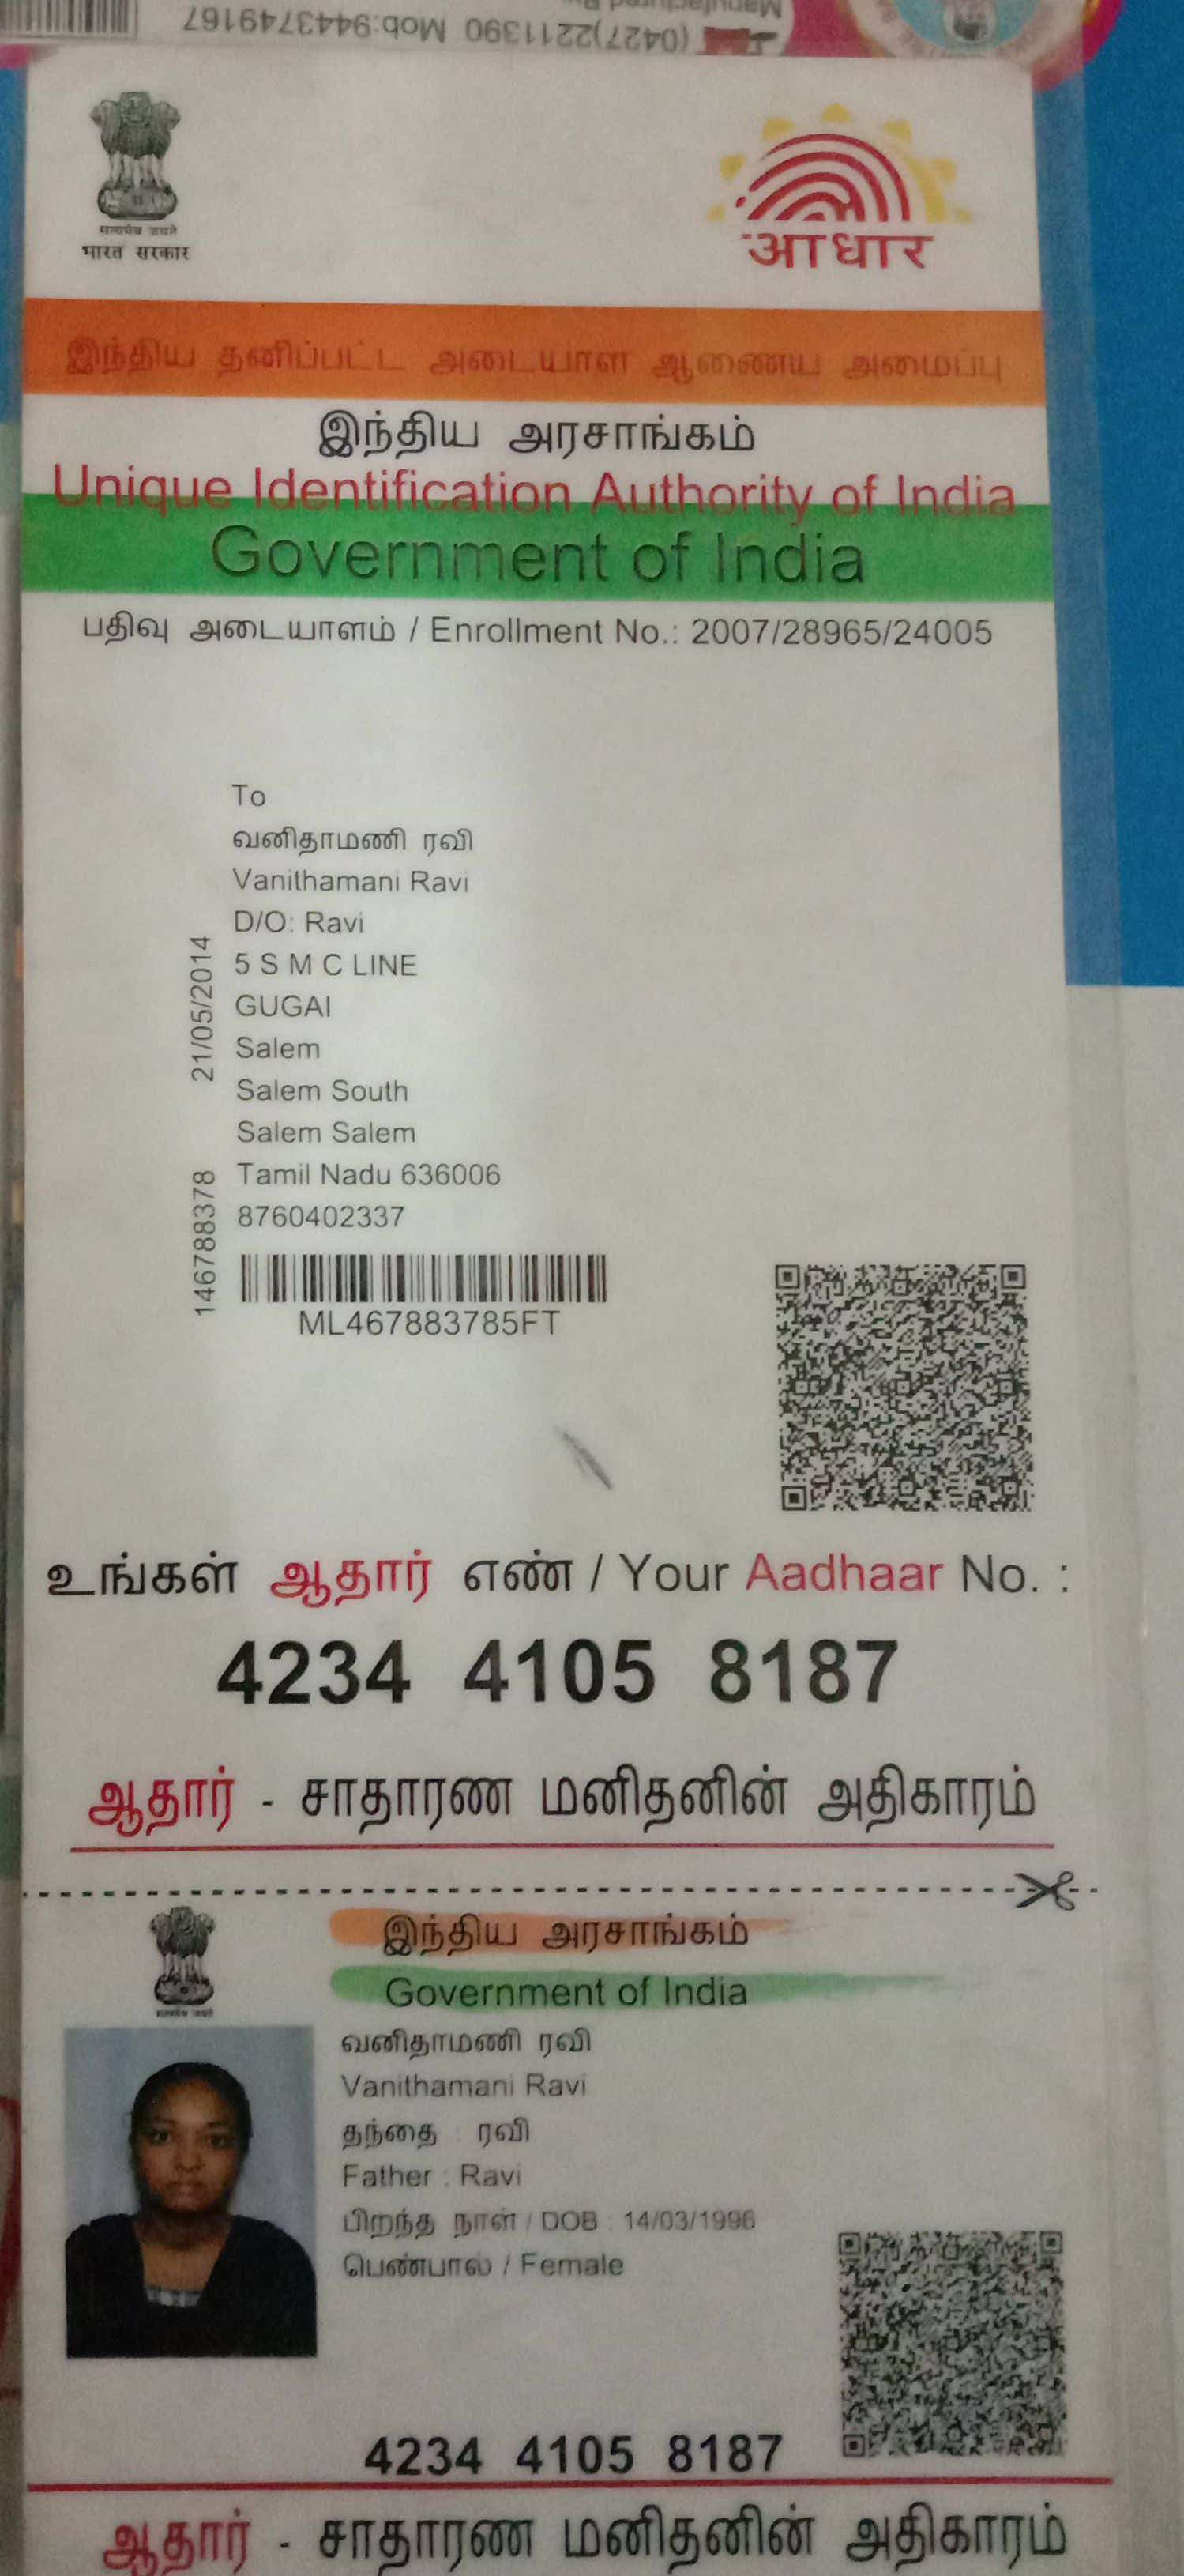 (0427)2211390 Mob:9443749167
सत्यमेव जयते
भारत सरकार
आधार
இந்திய தனிப்பட்ட அடையாள ஆணைய அமைப்பு
இந்திய அரசாங்கம்
Unique Identification Authority of India
Government of India
பதிவு அடையாளம் / Enrollment No.: 2007/28965/24005
To
வனிதாமணி ரவி
Vanithamani Ravi
D/O: Ravi
5 S M C LINE
GUGAI
Salem
Salem South
Salem Salem
Tamil Nadu 636006
8760402337
21/05/2014
146788378
ML467883785FT
உங்கள் ஆதார் எண் / Your Aadhaar No. :
4234 4105 8187
ஆதார் - சாதாரண மனிதனின் அதிகாரம்
இந்திய அரசாங்கம்
Government of India
வனிதாமணி ரவி
Vanithamani Ravi
தந்தை ரவி
Father : Ravi
பிறந்த நாள் / DOB : 14/03/1996
பெண்பால் / Female
4234 4105 8187
ஆதார் - சாதாரண மனிதனின் அதிகாரம்